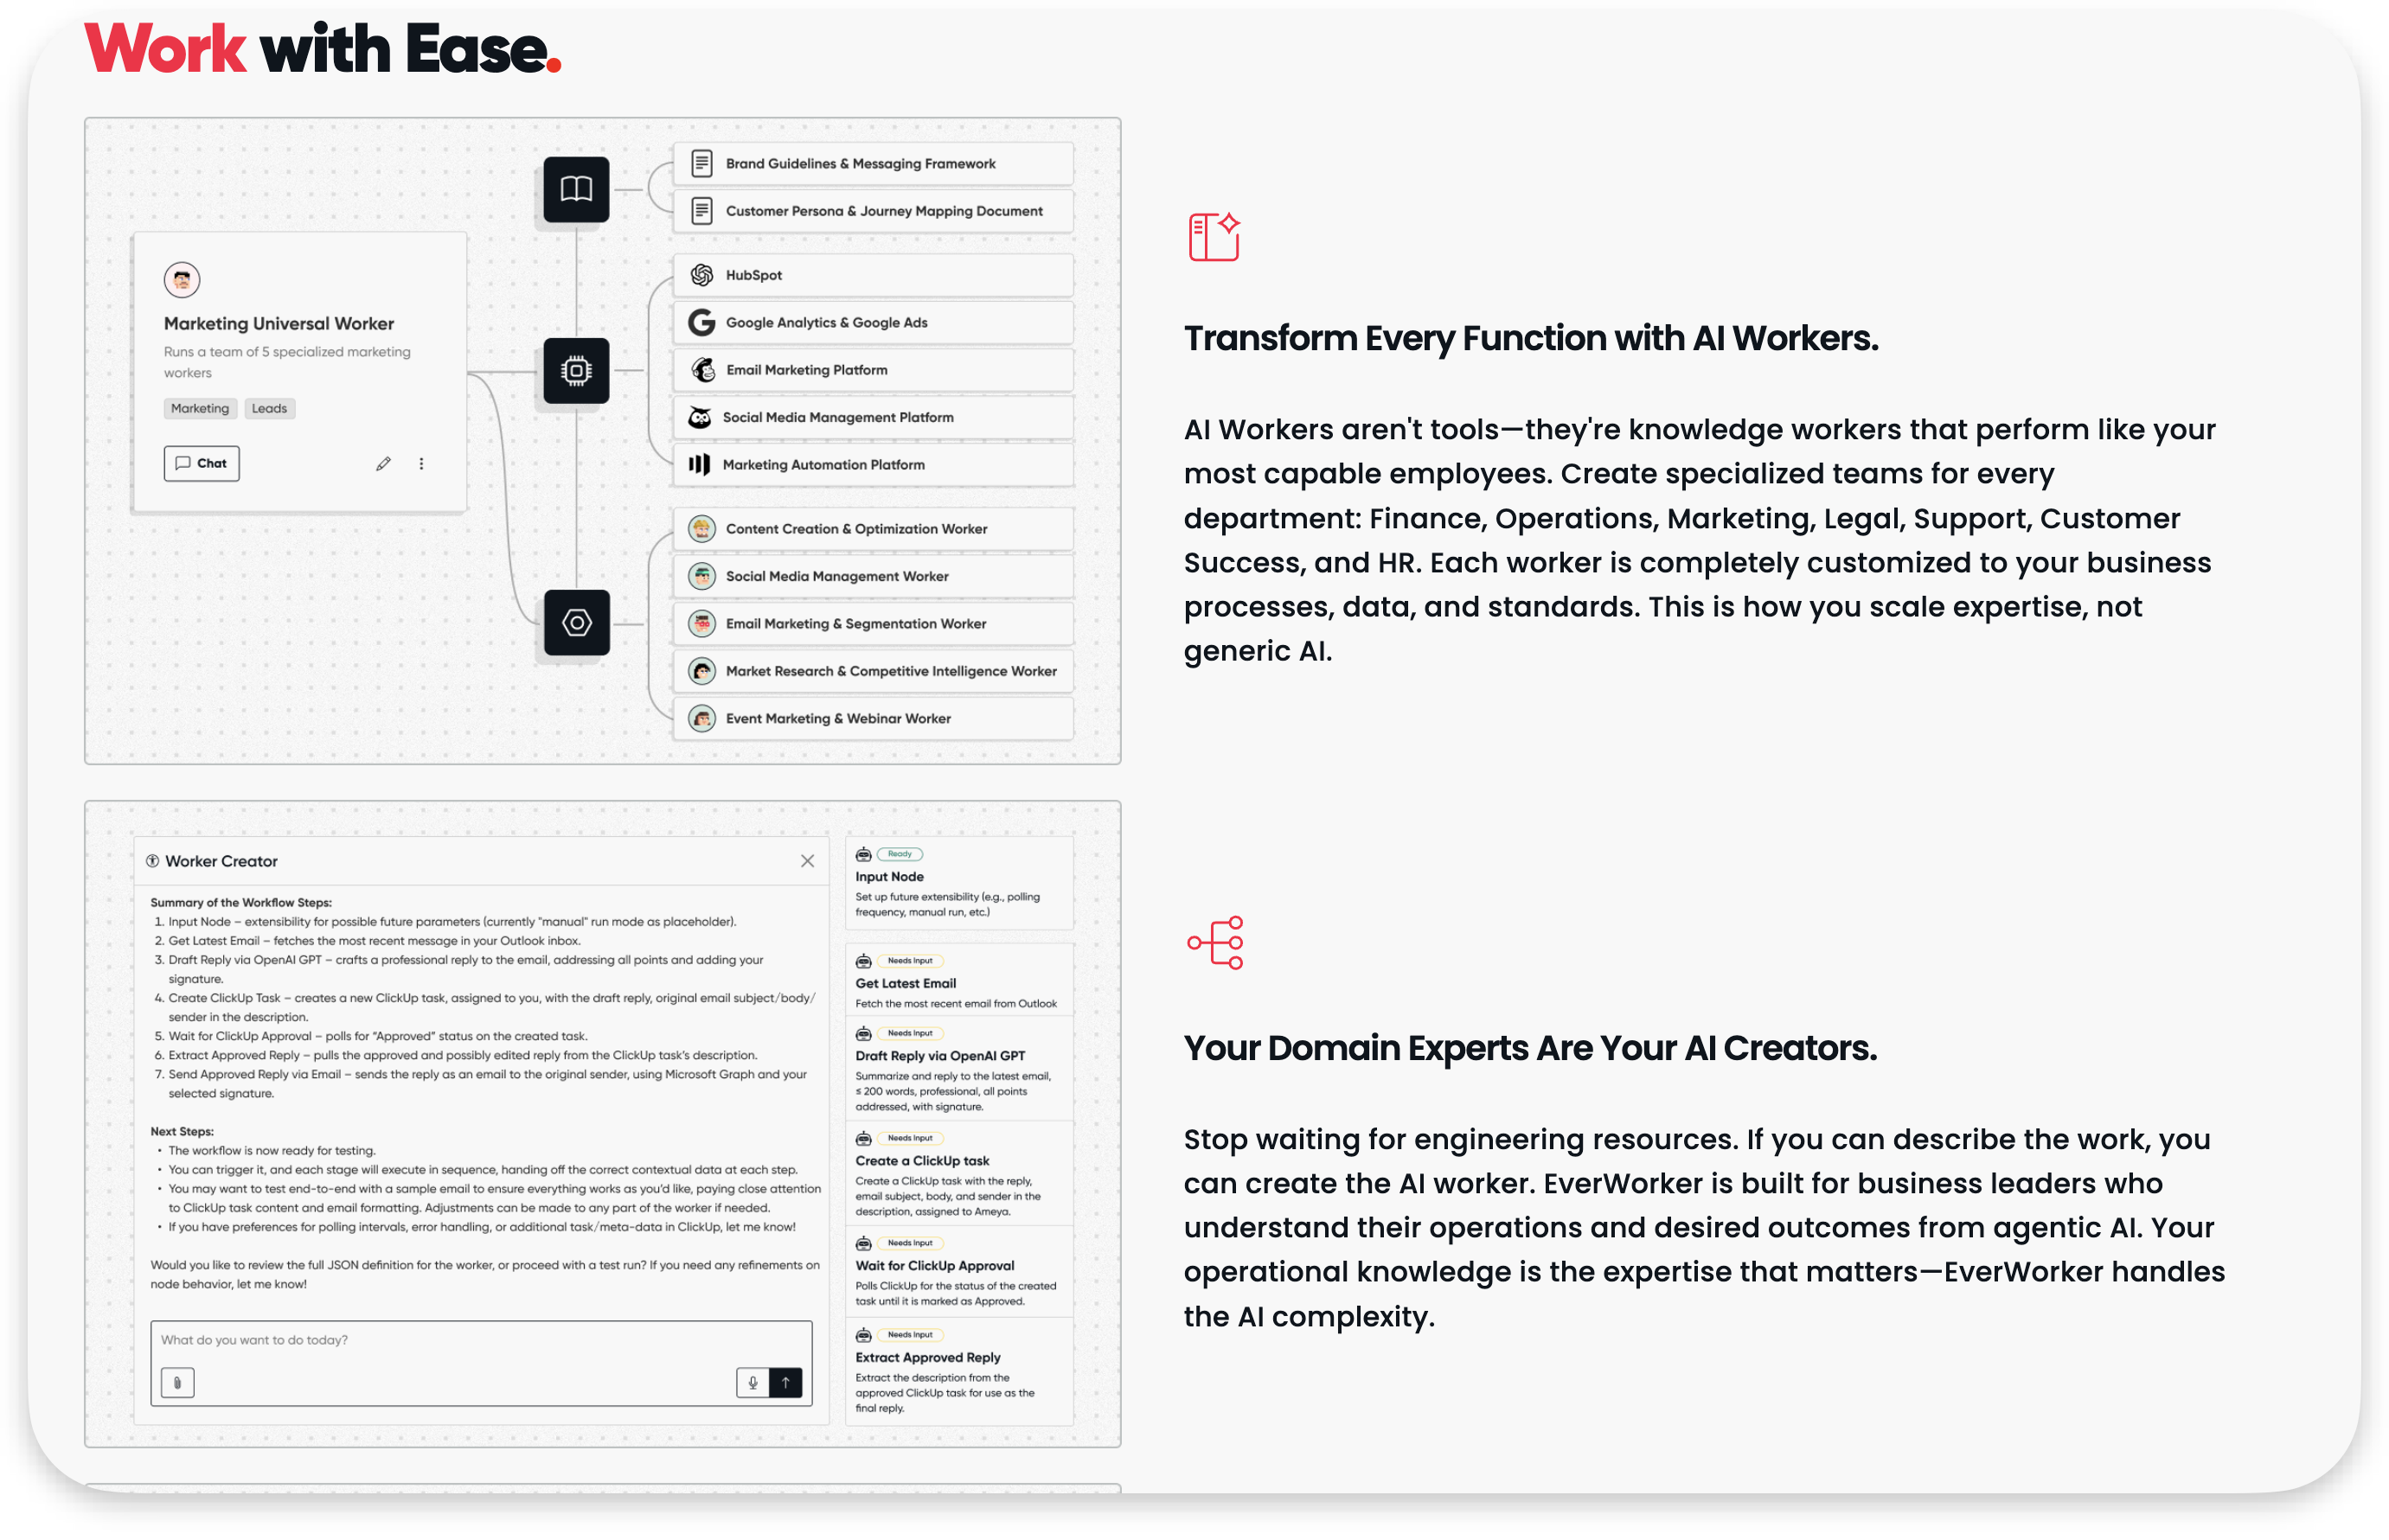 Work with Ease.
Brand Guidelines & Messaging Framework
Customer Persona & Journey Mapping Document
Marketing Universal Worker
Runs a team of 5 specialized marketing
workers
Marketing Leads
Chat
HubSpot
Google Analytics & Google Ads
Email Marketing Platform
Social Media Management Platform
Marketing Automation Platform
Content Creation & Optimization Worker
Social Media Management Worker
Email Marketing & Segmentation Worker
Market Research & Competitive Intelligence Worker
Event Marketing & Webinar Worker
Transform Every Function with AI Workers.
AI Workers aren't tools—they're knowledge workers that perform like your
most capable employees. Create specialized teams for every
department: Finance, Operations, Marketing, Legal, Support, Customer
Success, and HR. Each worker is completely customized to your business
processes, data, and standards. This is how you scale expertise, not
generic AI.
Worker Creator
Summary of the Workflow Steps:
1. Input Node – extensibility for possible future parameters (currently "manual" run mode as placeholder).
2. Get Latest Email – fetches the most recent message in your Outlook inbox.
3. Draft Reply via OpenAI GPT – crafts a professional reply to the email, addressing all points and adding your
signature.
4. Create ClickUp Task – creates a new ClickUp task, assigned to you, with the draft reply, original email subject/body/
sender in the description.
5. Wait for ClickUp Approval – polls for “Approved” status on the created task.
6. Extract Approved Reply – pulls the approved and possibly edited reply from the ClickUp task’s description.
7. Send Approved Reply via Email – sends the reply as an email to the original sender, using Microsoft Graph and your
selected signature.
Next Steps:
• The workflow is now ready for testing.
• You can trigger it, and each stage will execute in sequence, handing off the correct contextual data at each step.
• You may want to test end-to-end with a sample email to ensure everything works as you’d like, paying close attention
to ClickUp task content and email formatting. Adjustments can be made to any part of the worker if needed.
• If you have preferences for polling intervals, error handling, or additional task/meta-data in ClickUp, let me know!
Would you like to review the full JSON definition for the worker, or proceed with a test run? If you need any refinements on
node behavior, let me know!
What do you want to do today?
Ready
Input Node
Set up future extensibility (e.g., polling
frequency, manual run, etc.)
Needs Input
Get Latest Email
Fetch the most recent email from Outlook
Needs Input
Draft Reply via OpenAI GPT
Summarize and reply to the latest email,
≤ 200 words, professional, all points
addressed, with signature.
Needs Input
Create a ClickUp task
Create a ClickUp task with the reply,
email subject, body, and sender in the
description, assigned to Ameya.
Needs Input
Wait for ClickUp Approval
Polls ClickUp for the status of the created
task until it is marked as Approved.
Needs Input
Extract Approved Reply
Extract the description from the
approved ClickUp task for use as the
final reply.
Your Domain Experts Are Your AI Creators.
Stop waiting for engineering resources. If you can describe the work, you
can create the AI worker. EverWorker is built for business leaders who
understand their operations and desired outcomes from agentic AI. Your
operational knowledge is the expertise that matters—EverWorker handles
the AI complexity.